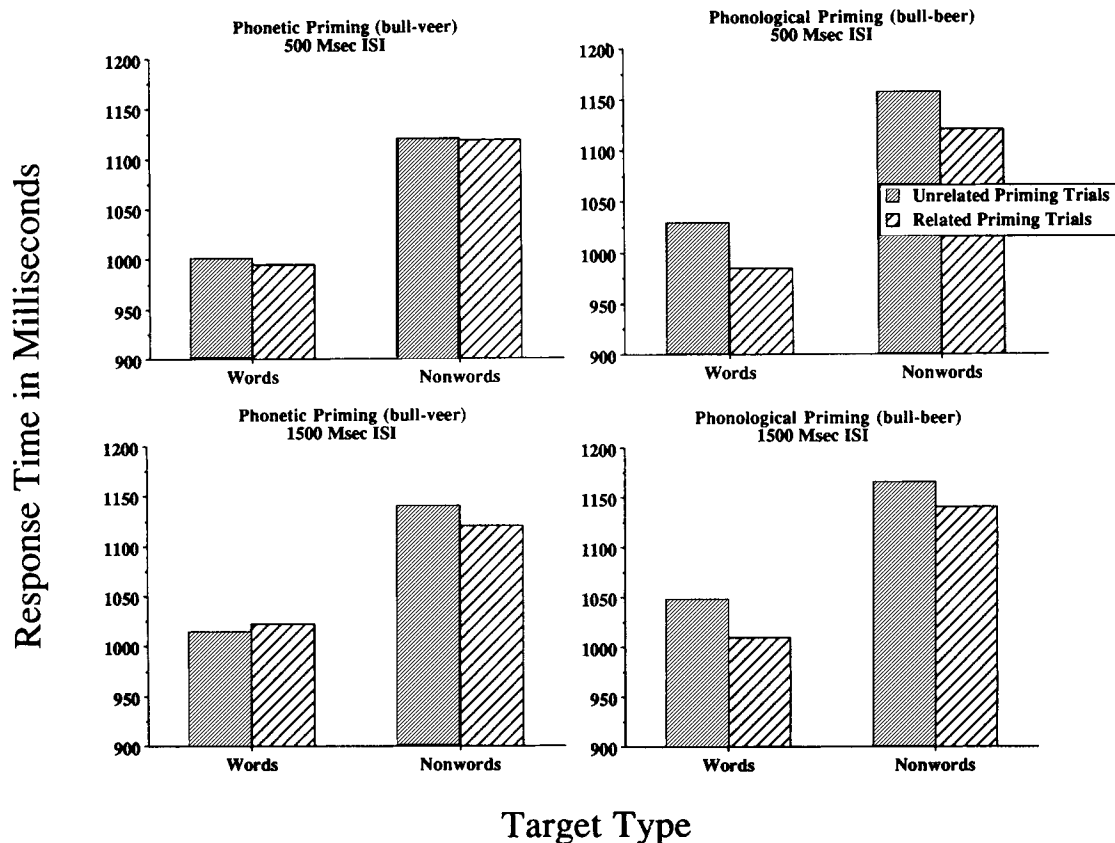 Response Time in Milliseconds
Phonetic Priming (bull-veer)
500 Msec ISI
1200
1150
1100
1050
1000
950
900
Words
Nonwords
Phonological Priming (bull-beer)
500 Msec ISI
1200
1150
1100
1050
1000
950
900
Unrelated Priming Trials
Related Priming Trials
Words
Nonwords
Phonetic Priming (bull-veer)
1500 Msec ISI
1200
1150
1100
1050
1000
950
900
Words
Nonwords
Phonological Priming (bull-beer)
1500 Msec ISI
1200
1150
1100
1050
1000
950
900
Words
Nonwords
Target Type